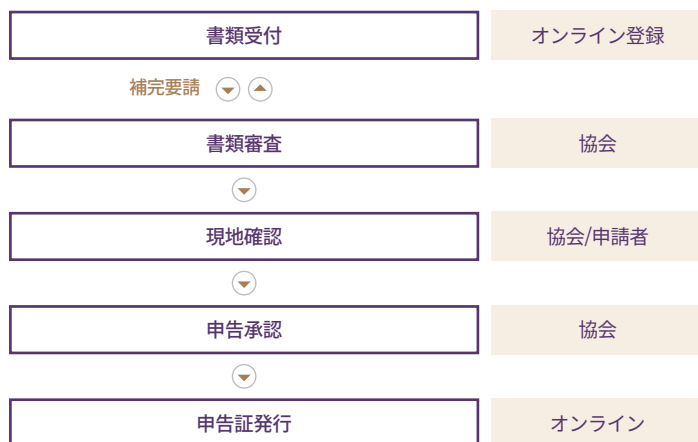 書類受付 オンライン登録
補完要請
書類審査 協会
現地確認 協会/申請者
申告承認 協会
申告証発行 オンライン